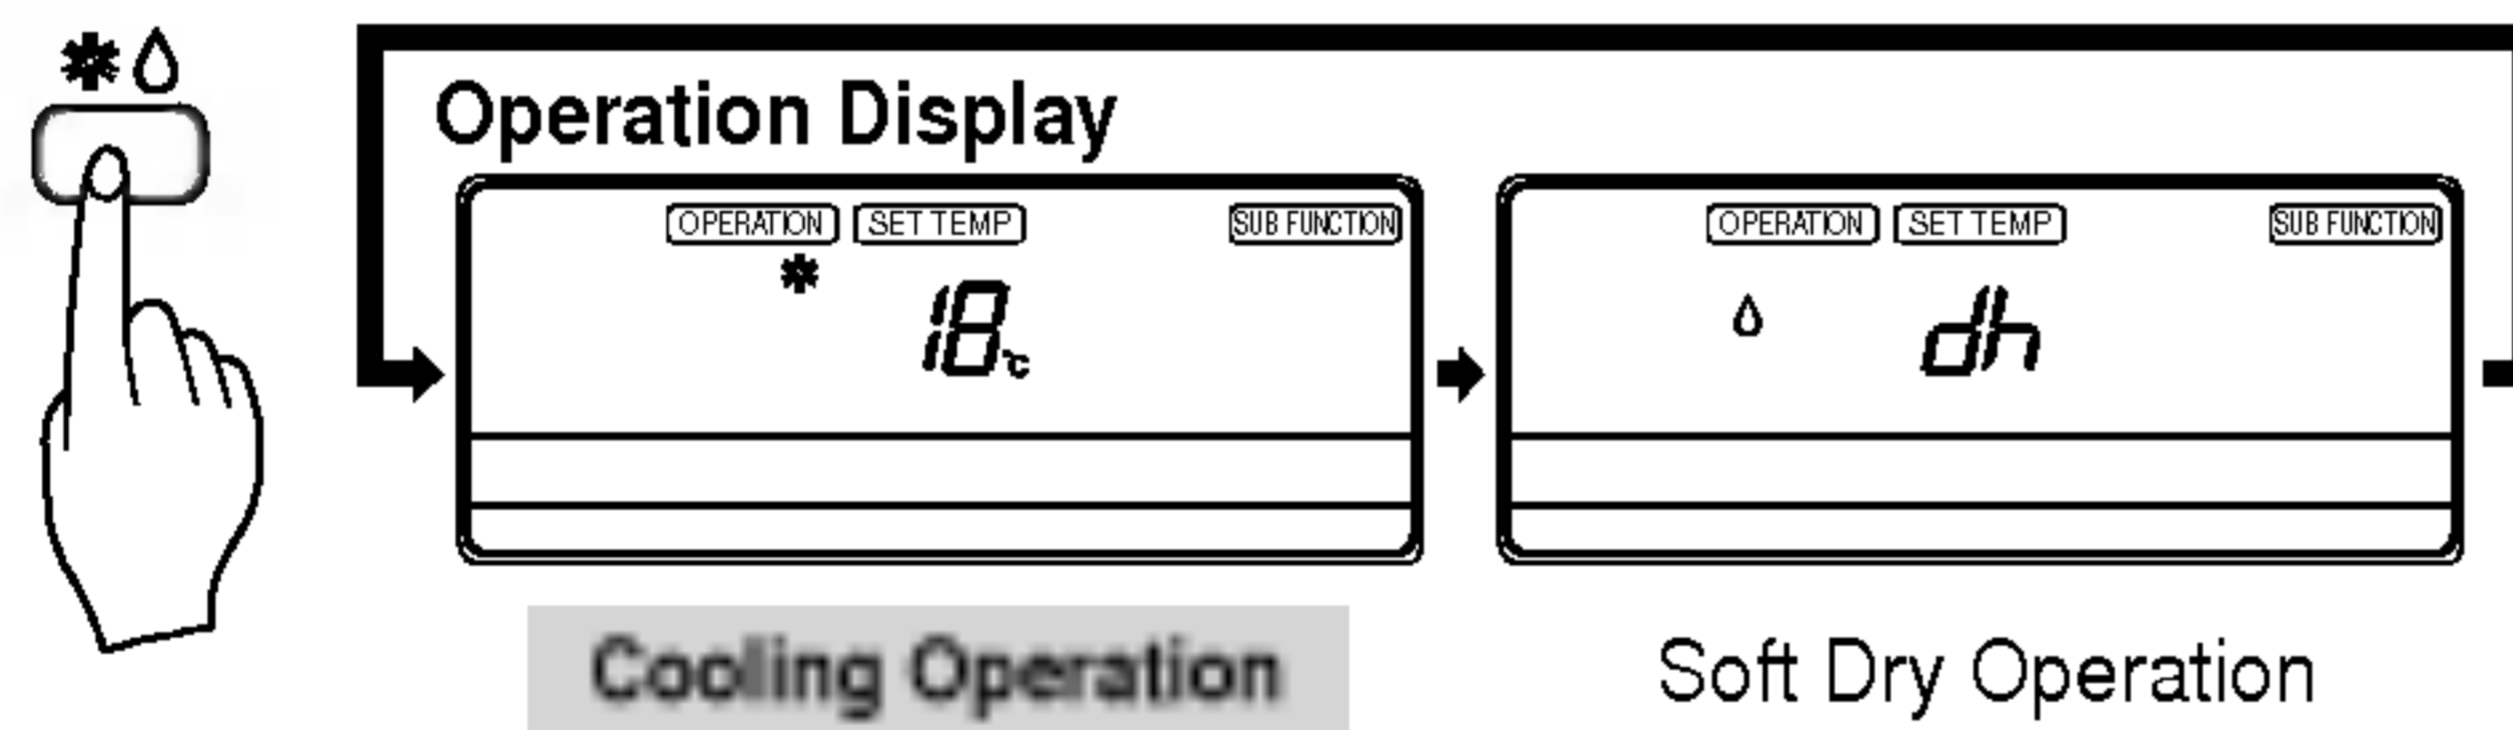 Operation Display
OPERATION SET TEMP SUB FUNCTION
18°C
OPERATION SET TEMP SUB FUNCTION
dh
Cooling Operation
Soft Dry Operation